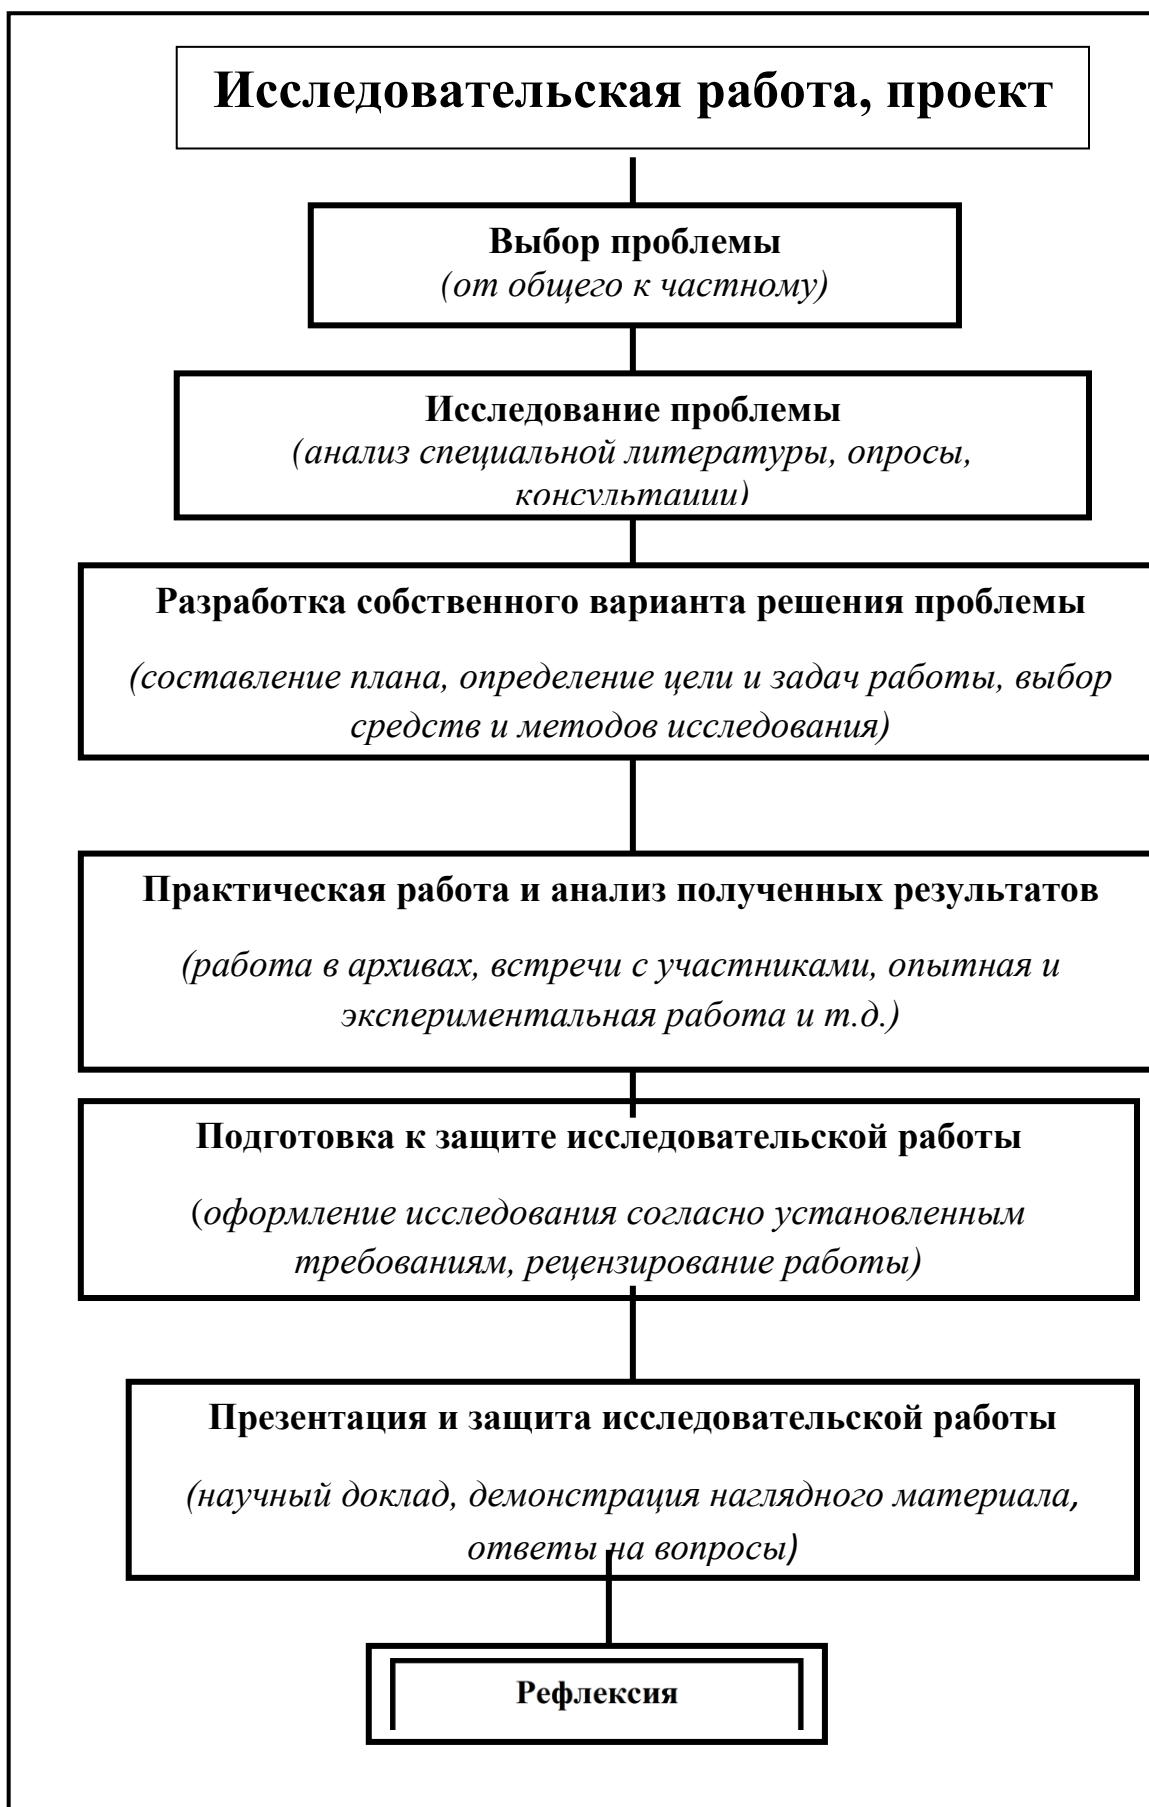 Исследовательская работа, проект
Выбор проблемы
(от общего к частному)
Исследование проблемы
(анализ специальной литературы, опросы,
консультации)
Разработка собственного варианта решения проблемы
(составление плана, определение цели и задач работы, выбор
средств и методов исследования)
Практическая работа и анализ полученных результатов
(работа в архивах, встречи с участниками, опытная и
экспериментальная работа и т.д.)
Подготовка к защите исследовательской работы
(оформление исследования согласно установленным
требованиям, рецензирование работы)
Презентация и защита исследовательской работы
(научный доклад, демонстрация наглядного материала,
ответы на вопросы)
Рефлексия